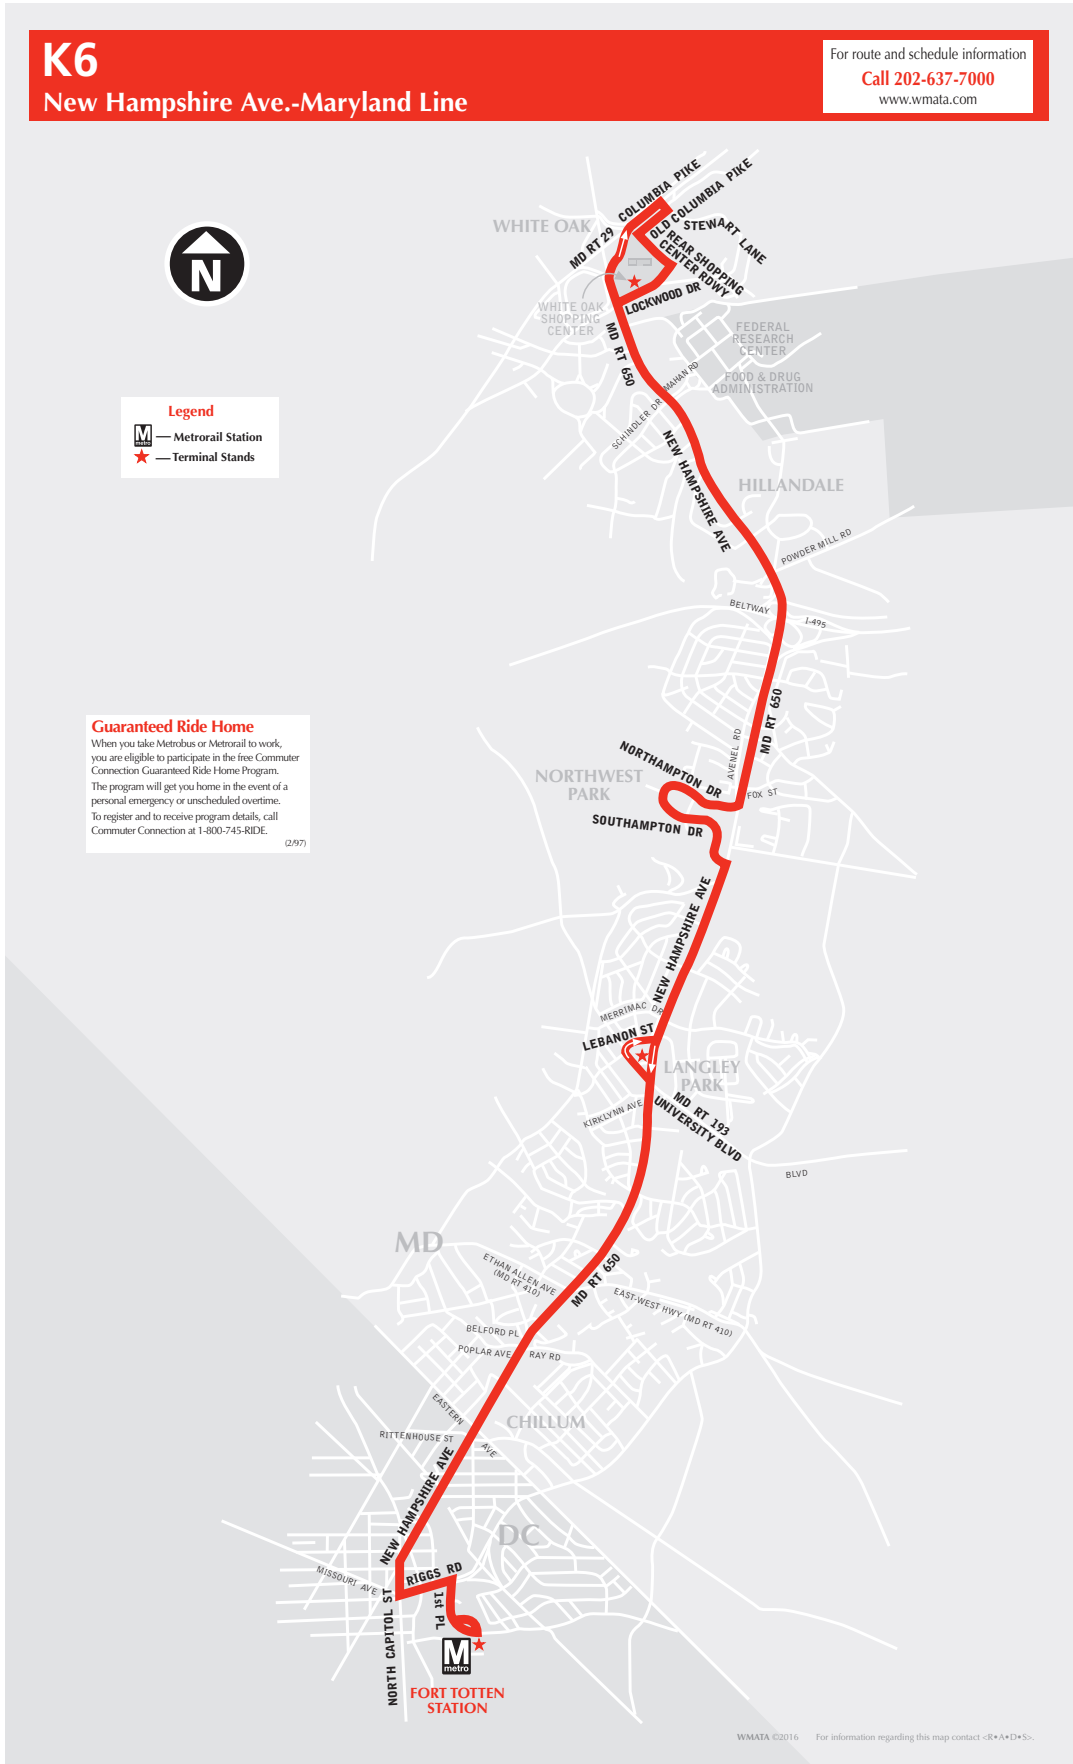 K6
New Hampshire Ave.-Maryland Line
For route and schedule information
Call 202-637-7000
www.wmata.com
N
COLUMBIA PIKE
OLD COLUMBIA PIKE
WHITE OAK
MD RT 29
STEWART LANE
REAR SHOPPING
CENTER RDWY
LOCKWOOD DR
WHITE OAK
SHOPPING
CENTER
MD RT 650
FEDERAL
RESEARCH
CENTER
FOOD & DRUG
ADMINISTRATION
MAHAN RD
SCHINDLER DR
Legend
M
metro
— Metrorail Station
— Terminal Stands
NEW HAMPSHIRE AVE
HILLANDALE
POWDER MILL RD
BELTWAY
I-495
MD RT 650
AVENEL RD
Guaranteed Ride Home
When you take Metrobus or Metrorail to work,
you are eligible to participate in the free Commuter
Connection Guaranteed Ride Home Program.
The program will get you home in the event of a
personal emergency or unscheduled overtime.
To register and to receive program details, call
Commuter Connection at 1-800-745-RIDE.
(2/97)
NORTHAMPTON DR
NORTHWEST
PARK
FOX ST
SOUTHAMPTON DR
NEW HAMPSHIRE AVE
MERRIMAC DR
LEBANON ST
LANGLEY
PARK
KIRKLYNN AVE
MD RT 193
UNIVERSITY BLVD
BLVD
MD
ETHAN ALLEN AVE
(MD RT 410)
MD RT 650
EAST-WEST HWY (MD RT 410)
BELFORD PL
POPLAR AVE
RAY RD
EASTERN
AVE
CHILLUM
RITTENHOUSE ST
NEW HAMPSHIRE AVE
DC
MISSOURI AVE
RIGGS RD
1st PL
NORTH CAPITOL ST
M
metro
FORT TOTTEN
STATION
WMATA ©2016 For information regarding this map contact <R•A•D•S>.